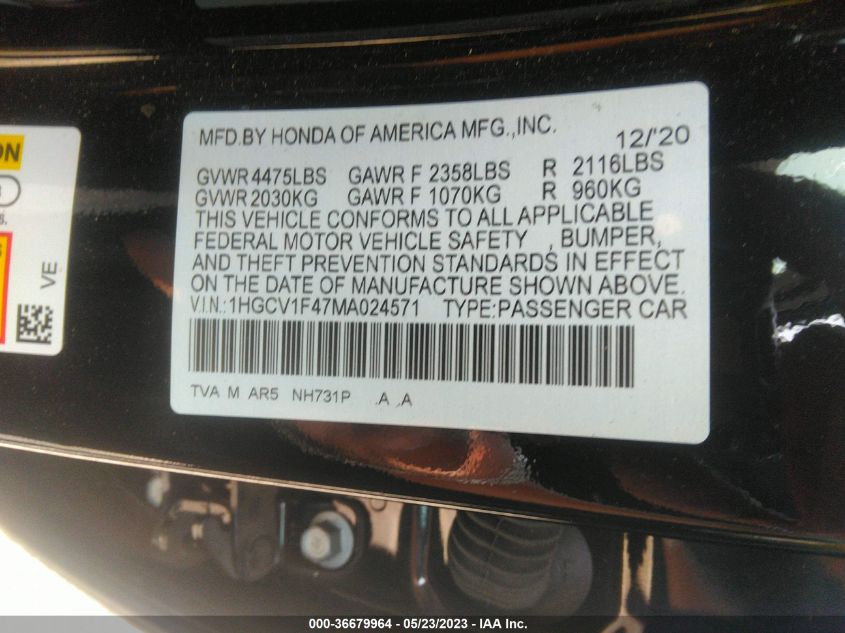 ON
S.
S
VE
MFD.BY HONDA OF AMERICA MFG.,INC. 12/'20
GVWR 4475LBS GAWR F 2358LBS R 2116LBS
GVWR 2030KG GAWR F 1070KG R 960KG
THIS VEHICLE CONFORMS TO ALL APPLICABLE
FEDERAL MOTOR VEHICLE SAFETY , BUMPER,
AND THEFT PREVENTION STANDARDS IN EFFECT
ON THE DATE OF MANUFACTURE SHOWN ABOVE.
V.I.N.:1HGCV1F47MA024571 TYPE:PASSENGER CAR
TVA M AR5 NH731P .A .A
000-36679964 / 05/23/2023 - IAA Inc.